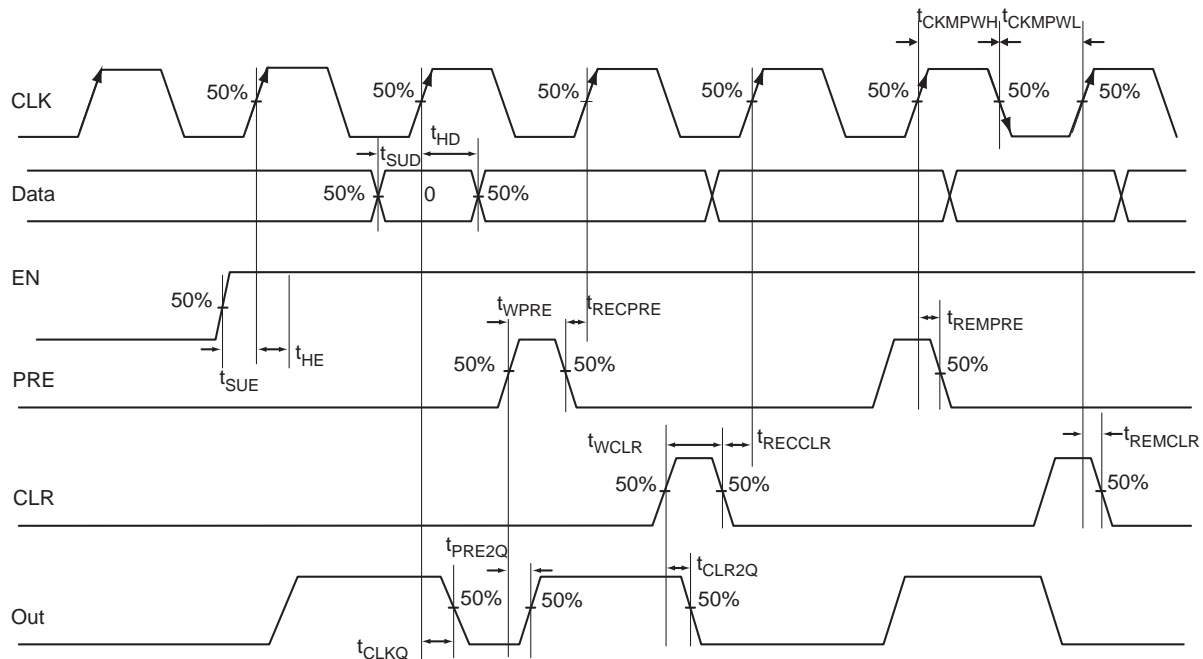 tCKMPWH tCKMPWL
CLK 50% 50% 50% 50% 50% 50% 50%
tSUD tHD
Data 50% 0 50%
EN 50%
tSUE tHE tWPRE tRECPRE tREMPRE
PRE 50% 50% 50%
tWCLR tRECCLR tREMCLR
CLR 50% 50% 50%
tPRE2Q tCLR2Q
Out 50% 50% 50%
tCLKQ